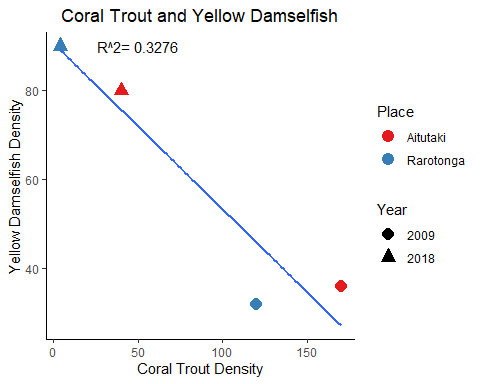 Coral Trout and Yellow Damselfish
R^2= 0.3276
Yellow Damselfish Density
80
60
40
0
50
100
150
Coral Trout Density
Place
Aitutaki
Rarotonga
Year
2009
2018